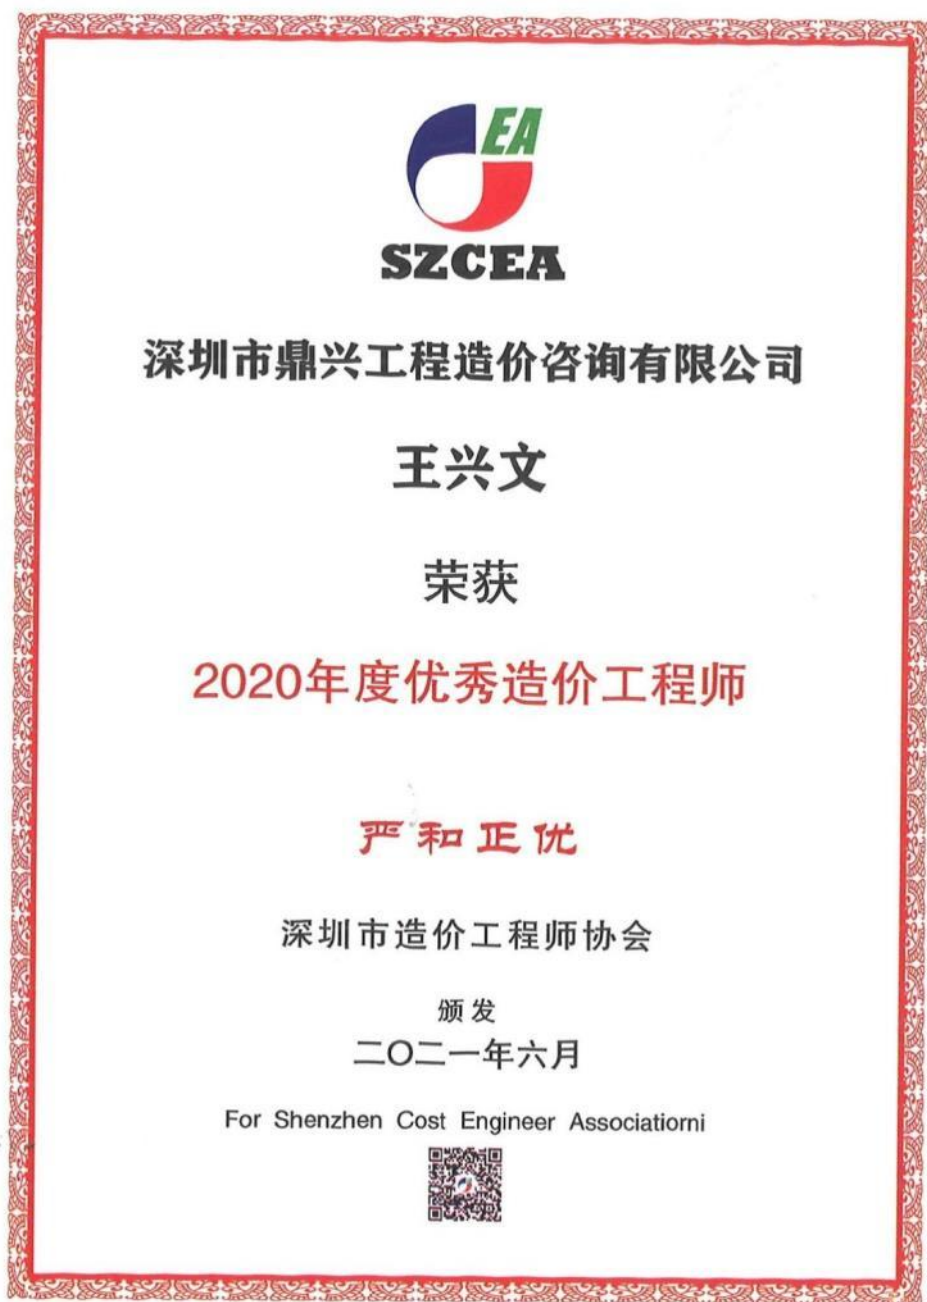 EA
SZCEA
深圳市鼎兴工程造价咨询有限公司
王兴文
荣获
2020年度优秀造价工程师
严和正优
深圳市造价工程师协会
颁发
二〇二一年六月
For Shenzhen Cost Engineer Associatiorni